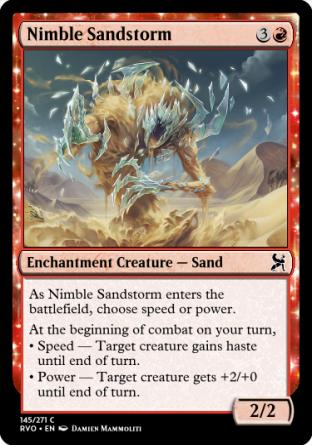 Nimble Sandstorm 3
Enchantment Creature — Sand
As Nimble Sandstorm enters the
battlefield, choose speed or power.
At the beginning of combat on your turn,
• Speed — Target creature gains haste
until end of turn.
• Power — Target creature gets +2/+0
until end of turn.
2/2
145/271 C
RVO • EN Damien Mammoliti